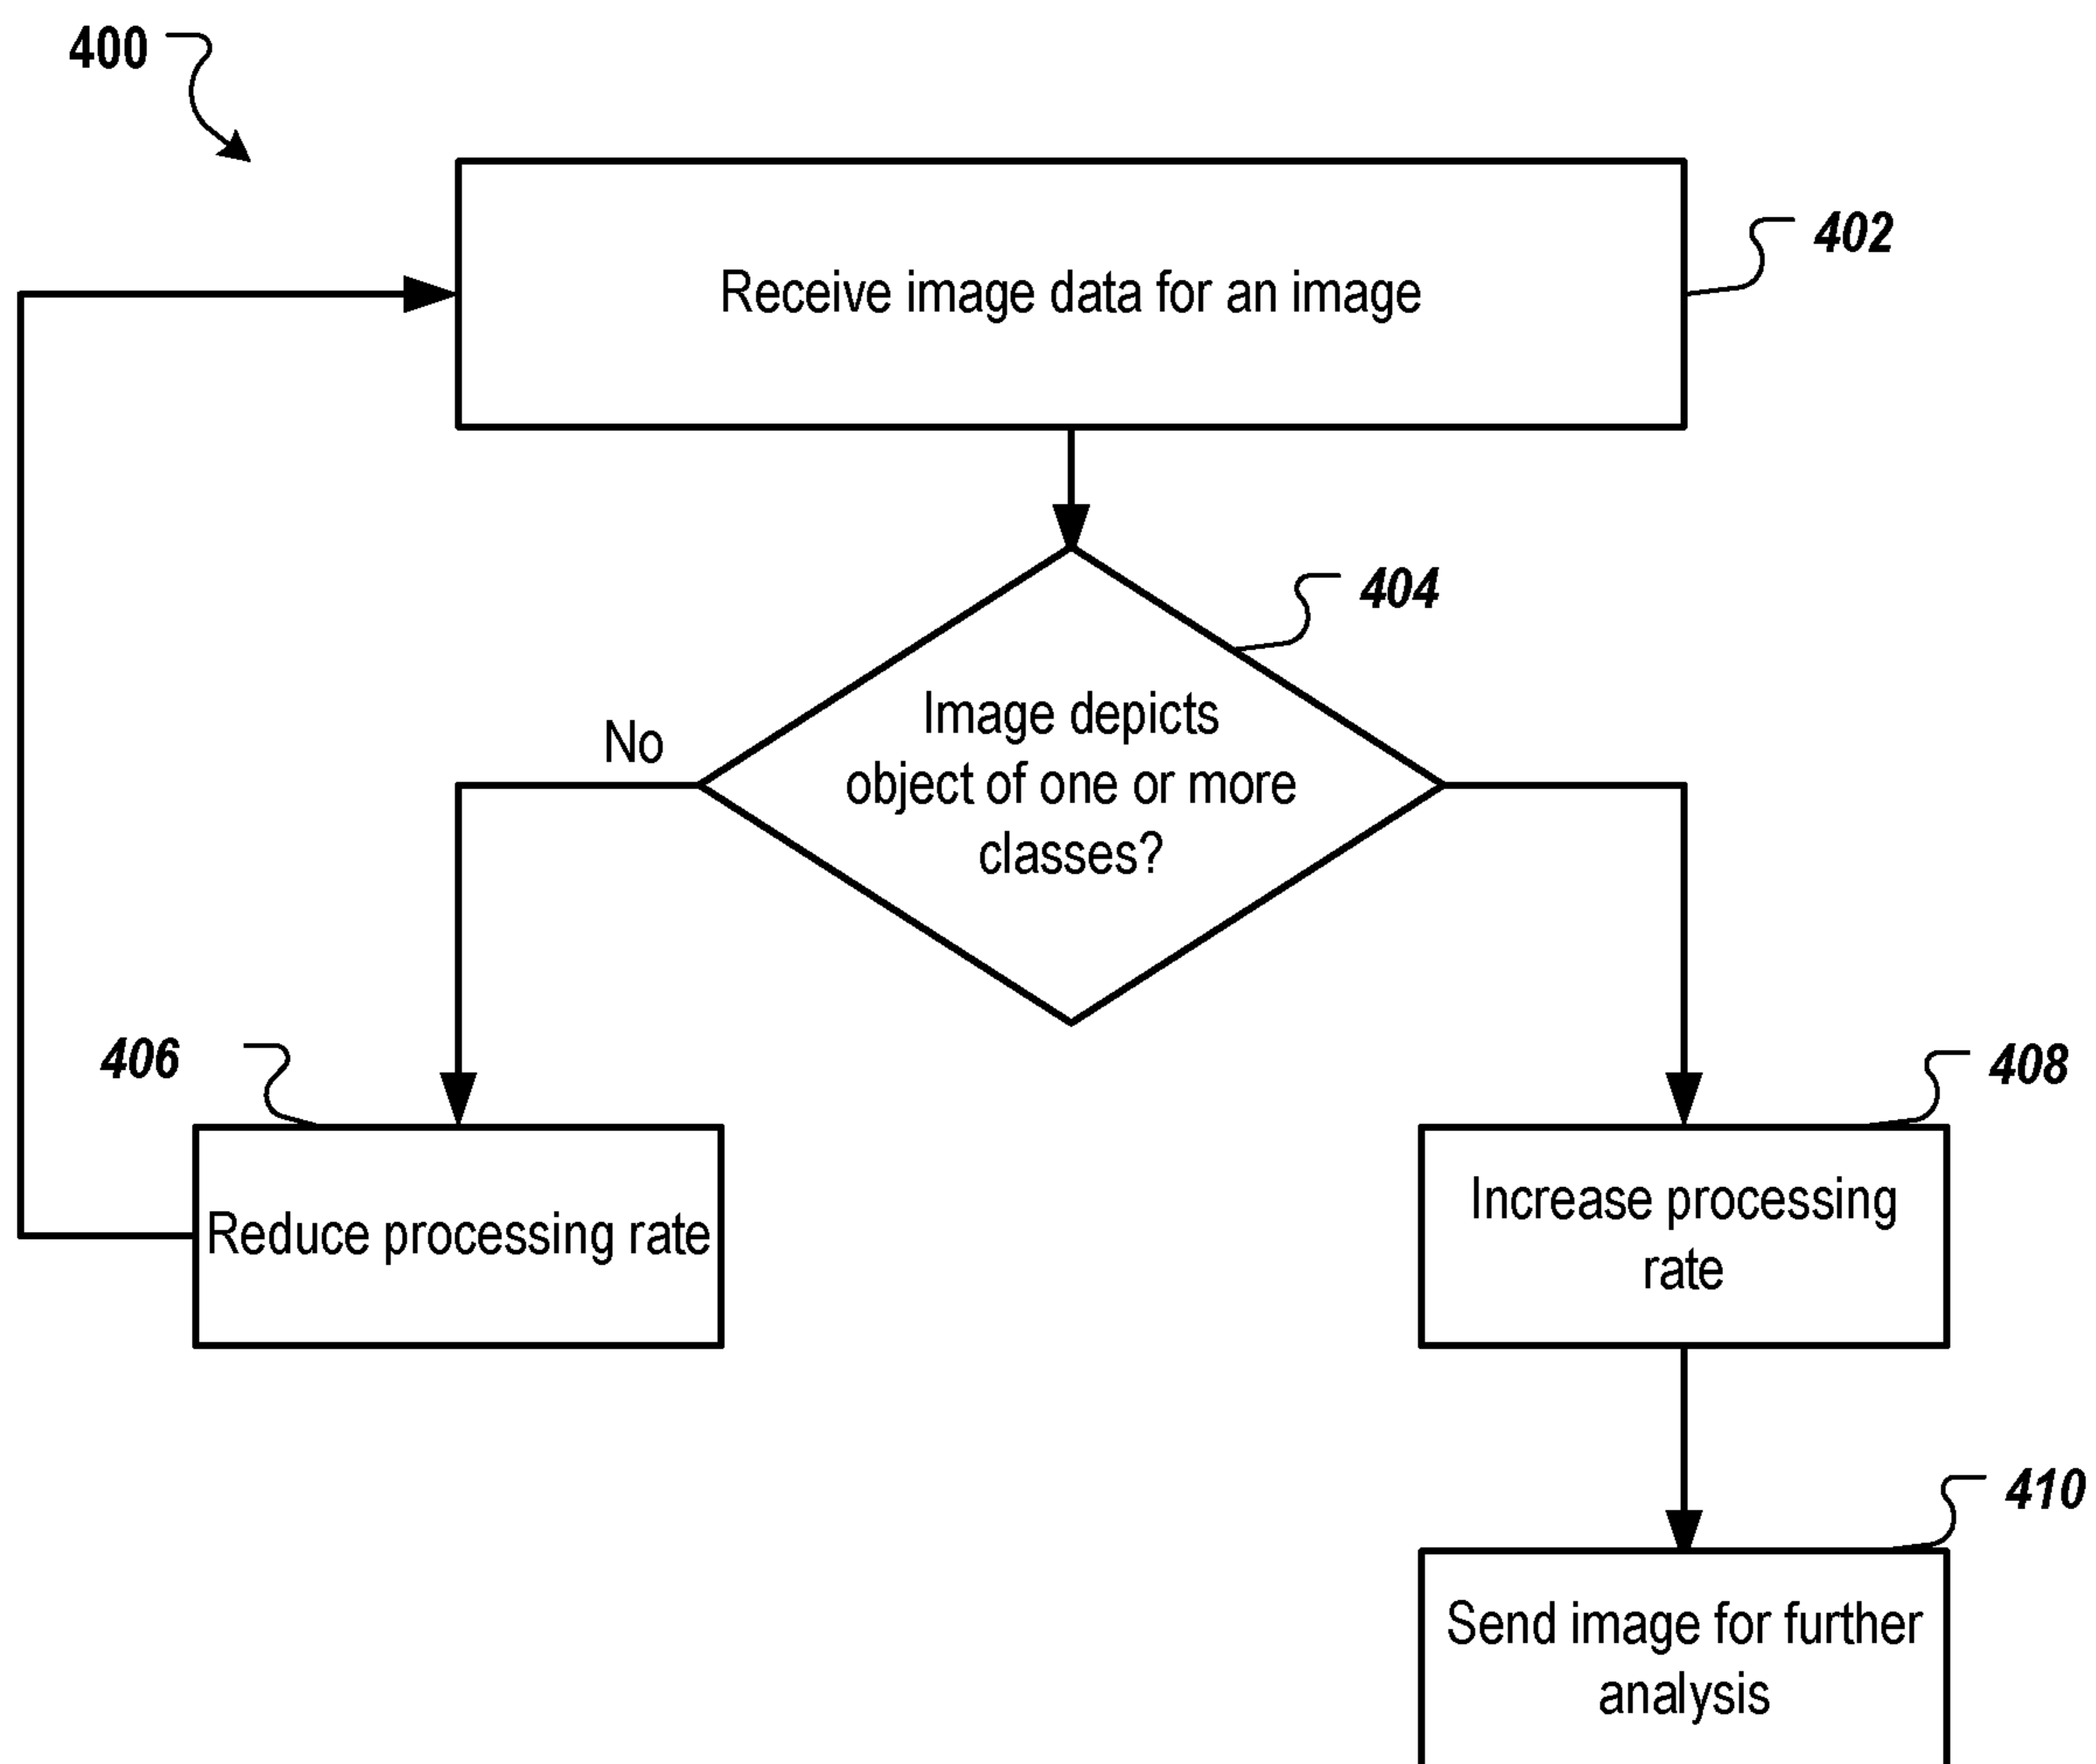 400
Receive image data for an image
402
404
Image depicts
object of one or more
classes?
No
406
Reduce processing rate
408
Increase processing
rate
410
Send image for further
analysis